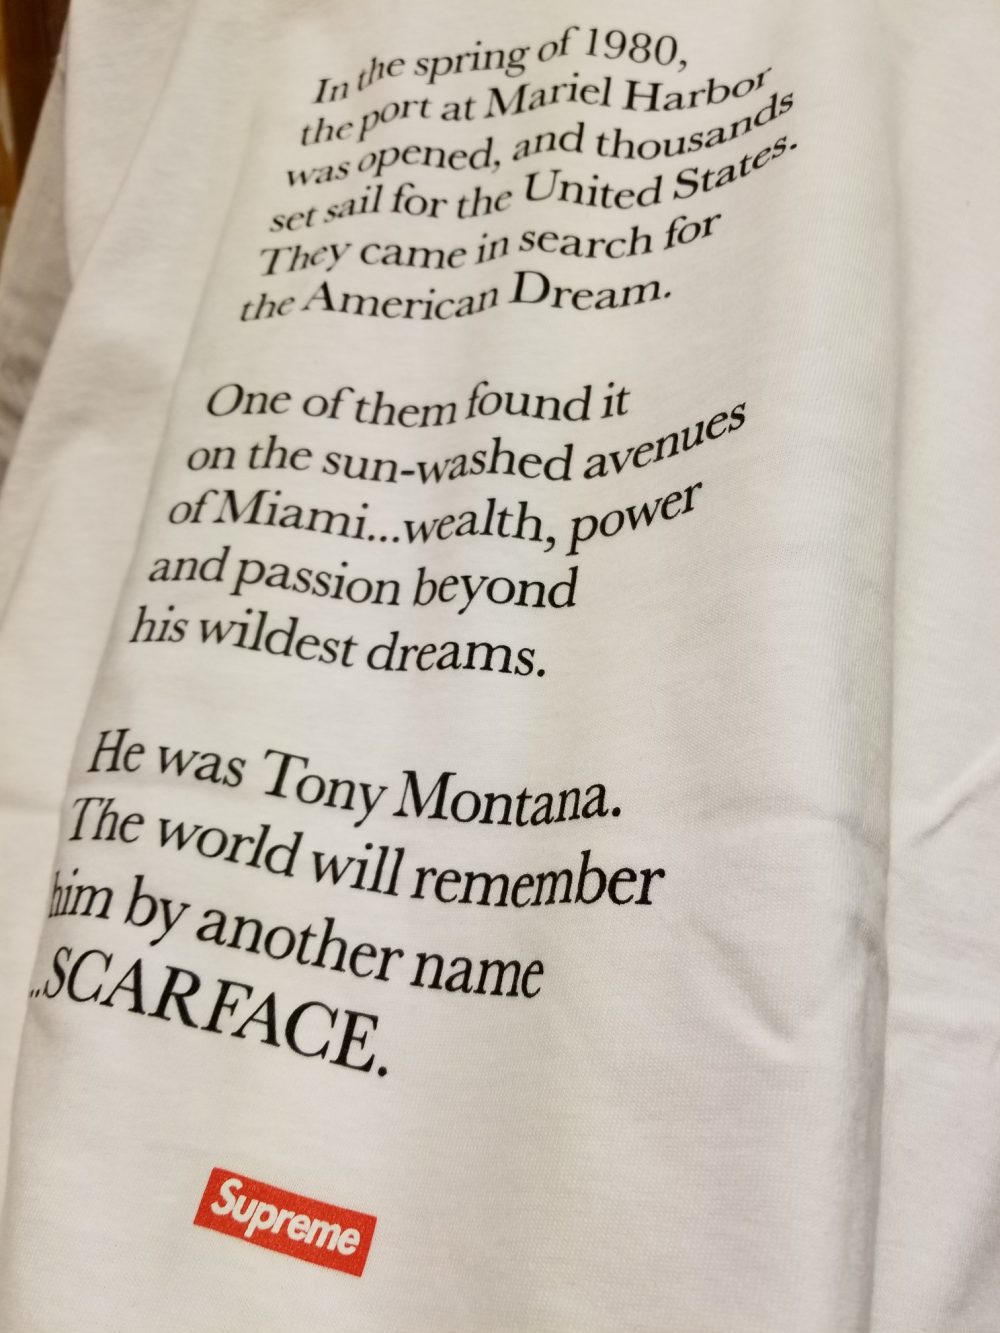 In the spring of 1980,
the port at Mariel Harbor
was opened, and thousands
set sail for the United States.
They came in search for
the American Dream.
One of them found it
on the sun-washed avenues
of Miami...wealth, power
and passion beyond
his wildest dreams.
He was Tony Montana.
The world will remember
him by another name
..SCARFACE.
Supreme